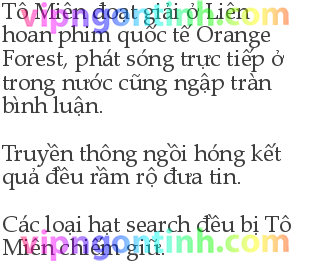 Tô Miên đoạt giải ở Liên
hoan phim quốc tế Orange
Forest, phát sóng trực tiếp ở
trong nước cũng ngập tràn
bình luận.
Truyền thông ngồi hóng kết
quả đều rầm rộ đưa tin.
Các loại hạt search đều bị Tô
Miên chiếm giữ.
vipngontinh.com
vipngontinh.com